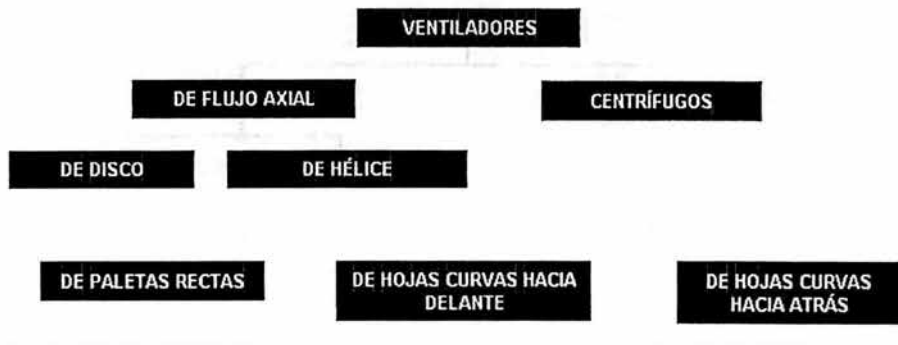 VENTILADORES
DE FLUJO AXIAL
CENTRÍFUGOS
DE DISCO
DE HÉLICE
DE PALETAS RECTAS
DE HOJAS CURVAS HACIA
DELANTE
DE HOJAS CURVAS
HACIA ATRÁS